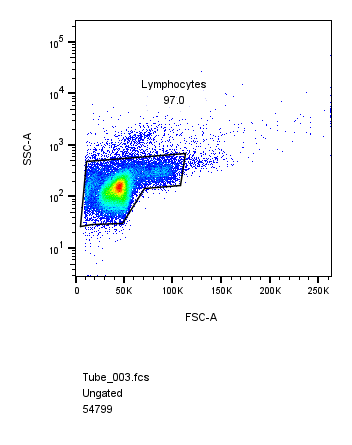 10^5
10^4
10^3
10^2
10^1
SSC-A
Lymphocytes
97.0
0 50K 100K 150K 200K 250K
FSC-A
Tube_003.fcs
Ungated
54799